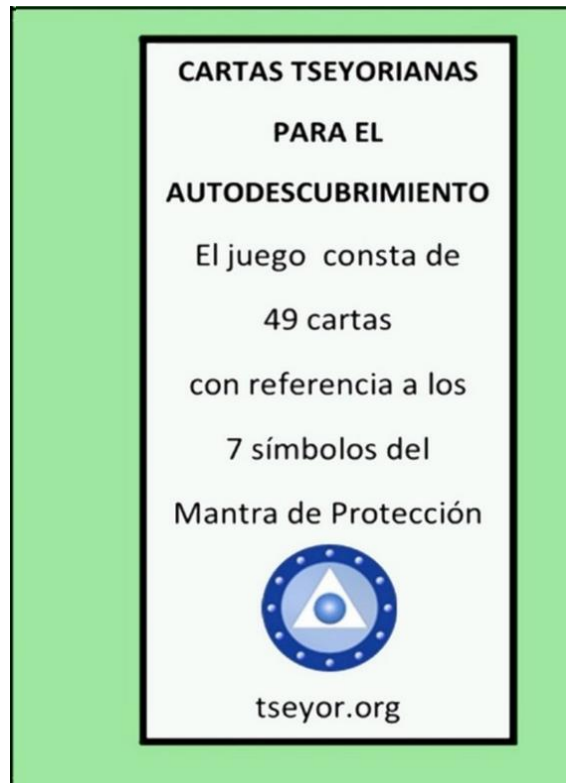 CARTAS TSEYORIANAS
PARA EL
AUTODESCUBRIMIENTO
El juego consta de
49 cartas
con referencia a los
7 símbolos del
Mantra de Protección
tseyor.org